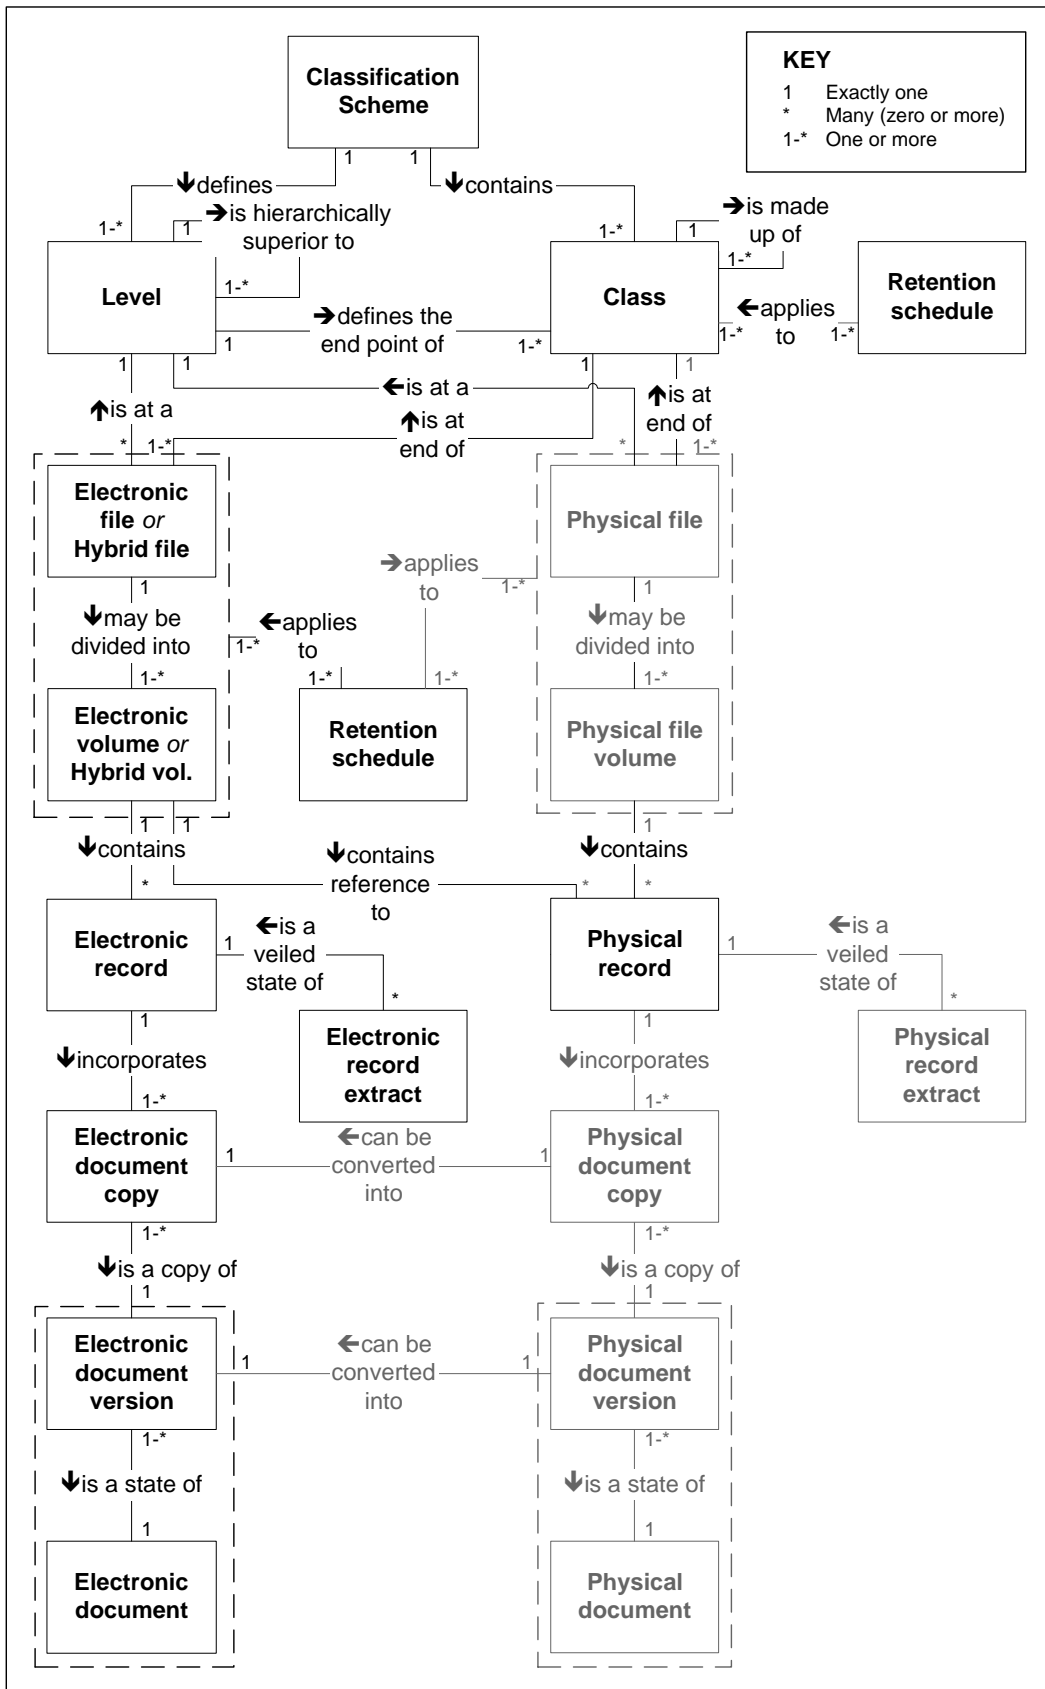 Classification
Scheme
KEY
1 Exactly one
* Many (zero or more)
1-* One or more
1 1
🡻defines
🡻contains
1-* 1
🡺is hierarchically
superior to
1-* 1
🡺is made
up of
1-*
Level
1-*
Class
Retention
schedule
🡺defines the
end point of
1 1-*
🡸applies
to
1-* 1-*
1 1 1 1
🡹is at a
🡸is at a
🡹is at
end of
🡹is at
end of
* 1-* * 1-*
Electronic
file or
Hybrid file
Physical file
🡺applies
to
1-*
1 1
🡻may be
divided into
🡸applies
to
1-*
🡻may be
divided into
1-* 1-* 1-* 1-*
Electronic
volume or
Hybrid vol.
Retention
schedule
Physical file
volume
1 1 1
🡻contains
🡻contains
reference
to
🡻contains
* * *
Electronic
record
1
🡸is a
veiled
state of
*
Physical
record
1
🡸is a
veiled
state of
*
1 1
Electronic
record
extract
Physical
record
extract
🡻incorporates
🡻incorporates
1-* 1-*
Electronic
document
copy
1
🡸can be
converted
into
1
Physical
document
copy
1-* 1-*
🡻is a copy of
🡻is a copy of
1 1
Electronic
document
version
1
🡸can be
converted
into
1
Physical
document
version
1-* 1-*
🡻is a state of
🡻is a state of
1 1
Electronic
document
Physical
document